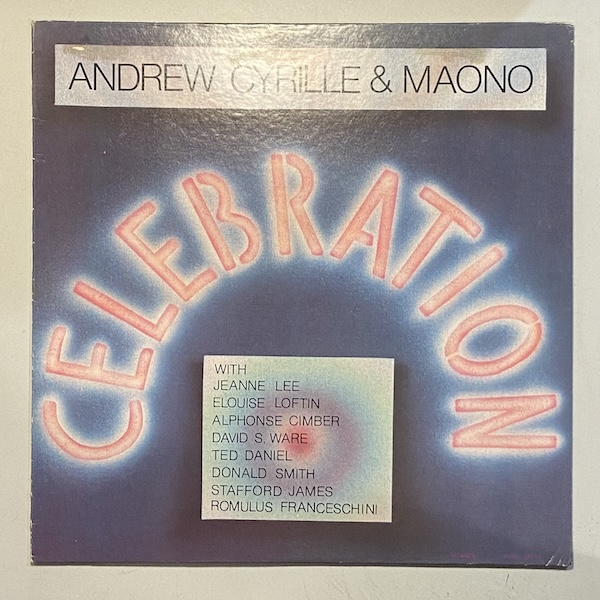 ANDREW CYRILLE & MAONO
CELEBRATION
WITH
JEANNE LEE
ELOUISE LOFTIN
ALPHONSE CIMBER
DAVID S. WARE
TED DANIEL
DONALD SMITH
STAFFORD JAMES
ROMULUS FRANCESCHINI